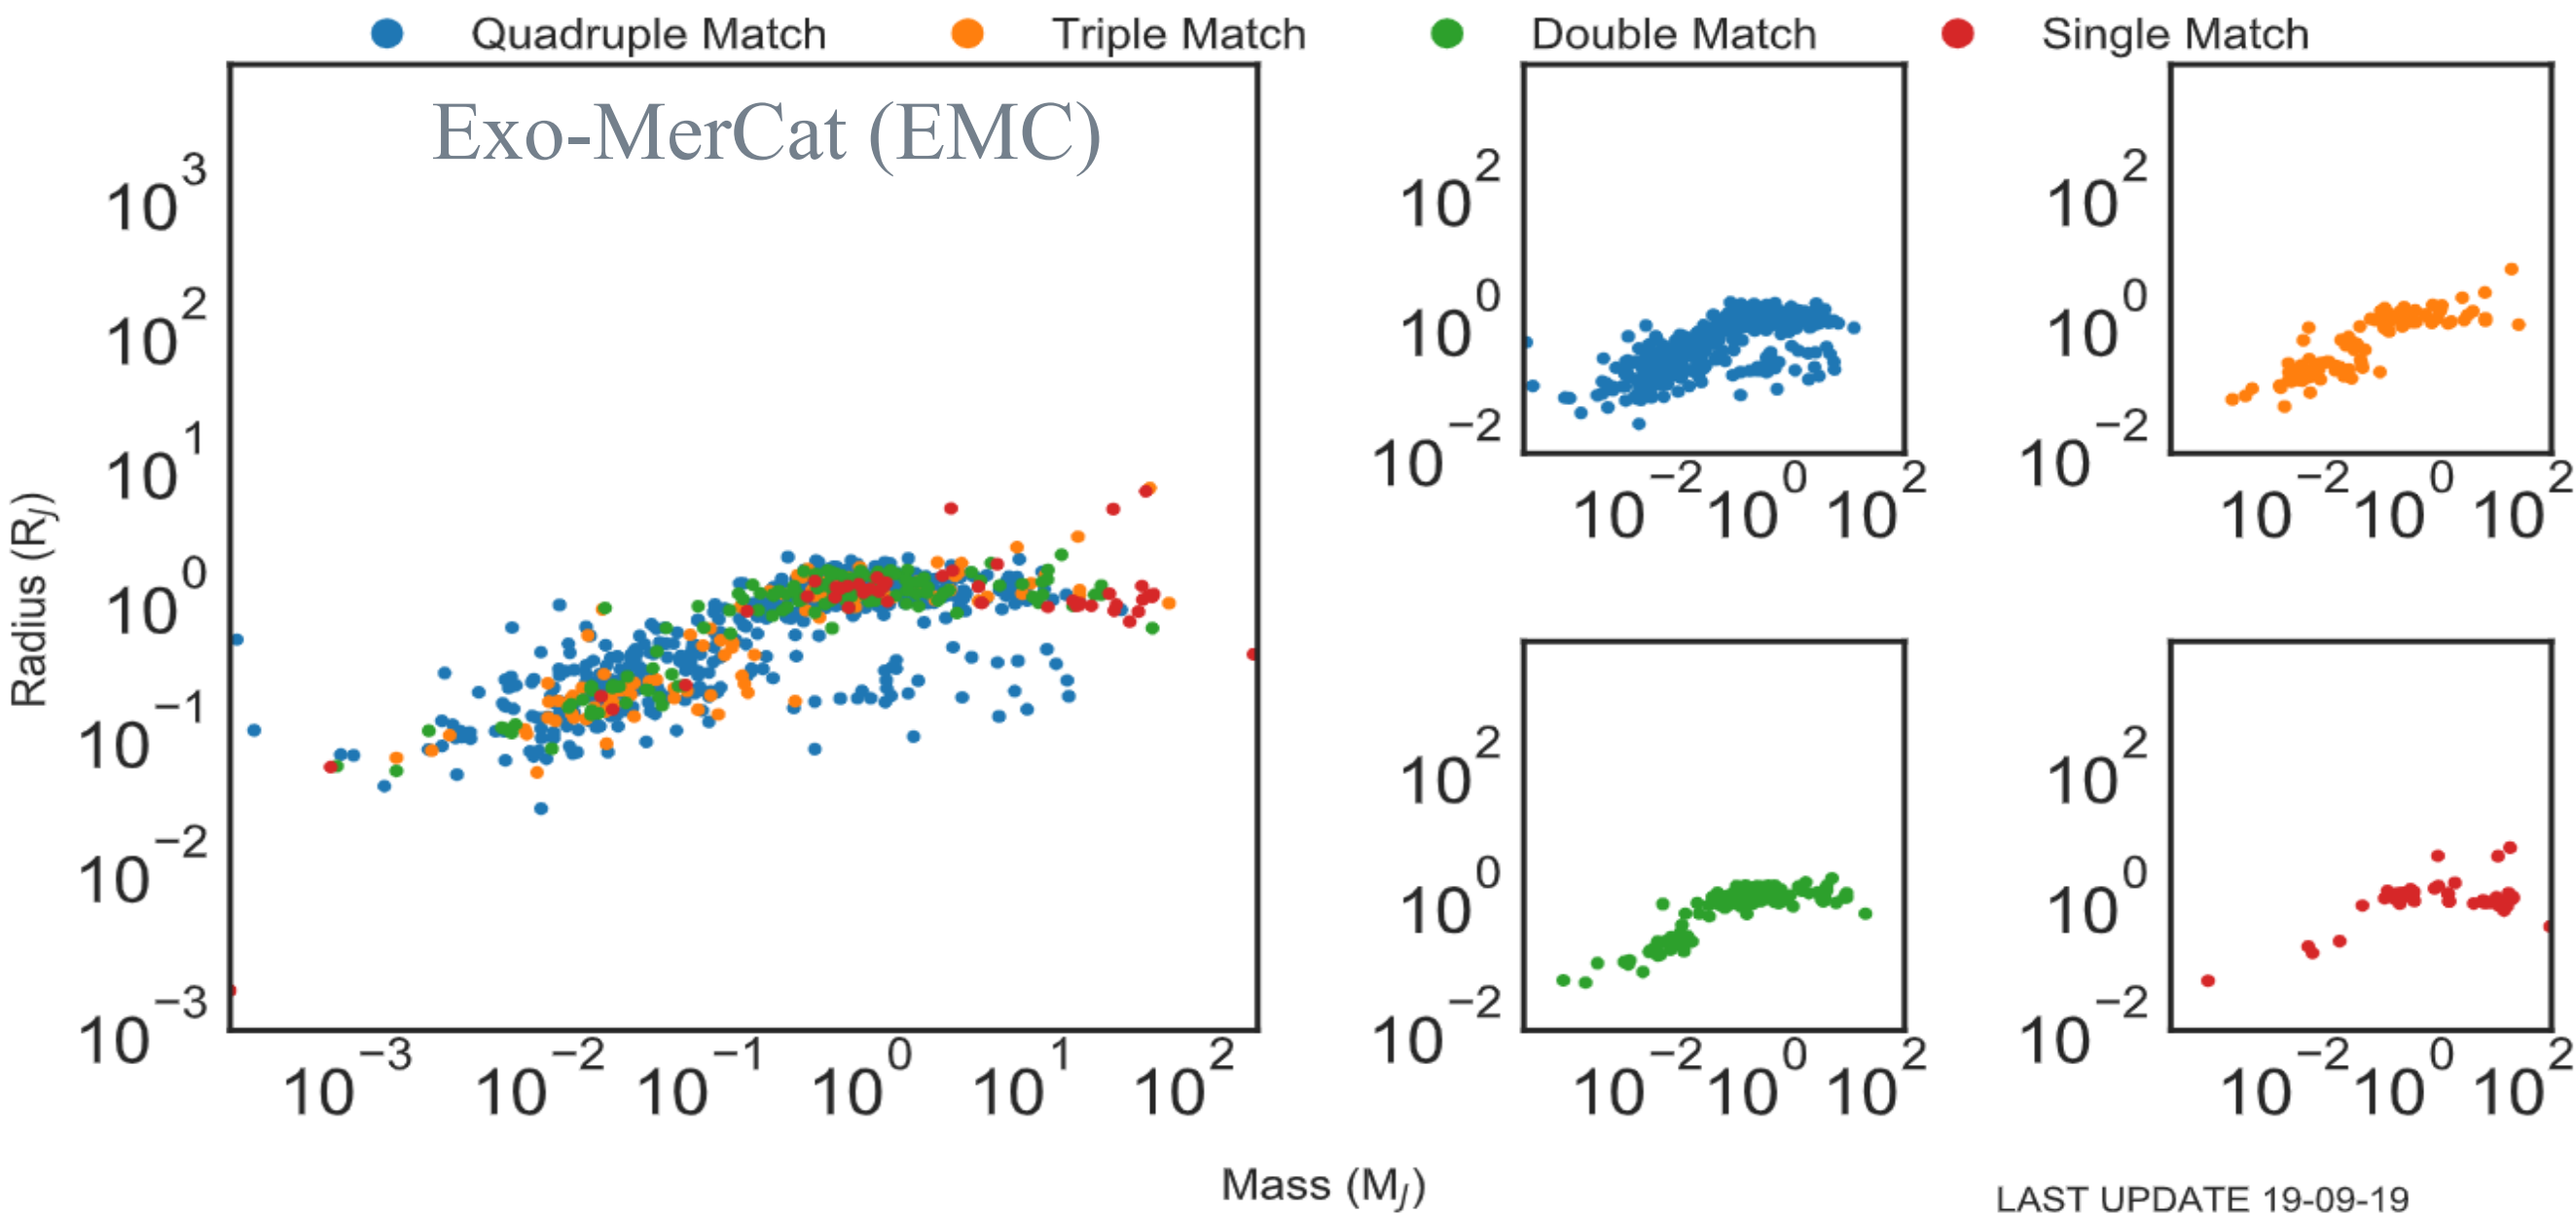 Quadruple Match Triple Match Double Match Single Match
Exo-MerCat (EMC)
Radius (R_J)
10^3
10^2
10^1
10^0
10^−1
10^−2
10^−3
10^−3 10^−2 10^−1 10^0 10^1 10^2
10^2
10^0
10^−2
10^−2 10^0 10^2
10^2
10^0
10^−2
10^−2 10^0 10^2
10^2
10^0
10^−2
10^−2 10^0 10^2
10^2
10^0
10^−2
10^−2 10^0 10^2
Mass (M_J)
LAST UPDATE 19-09-19